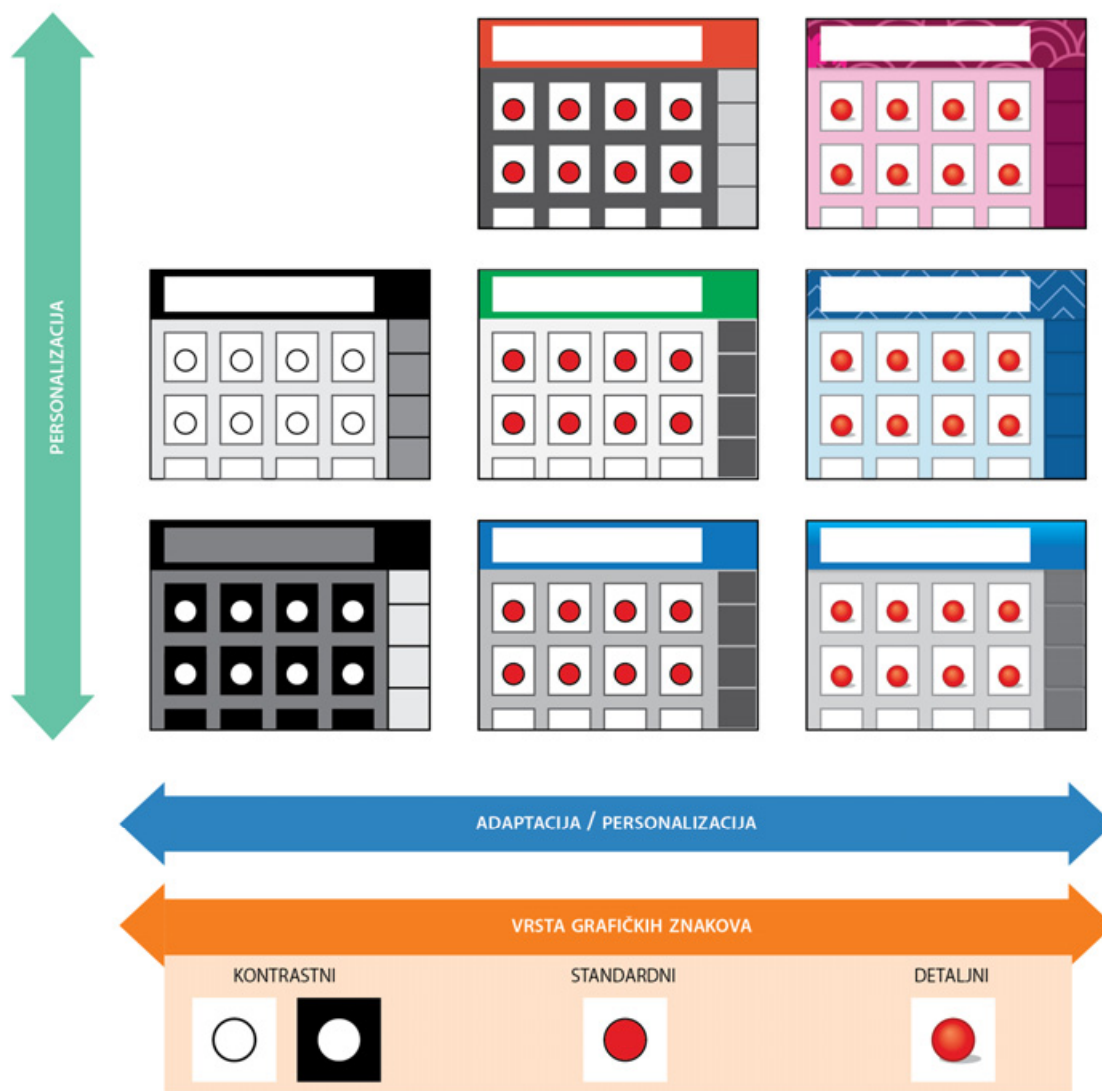 PERSONALIZACIJA
ADAPTACIJA / PERSONALIZACIJA
VRSTA GRAFIČKIH ZNAKOVA
KONTRASTNI
STANDARDNI
DETALJNI